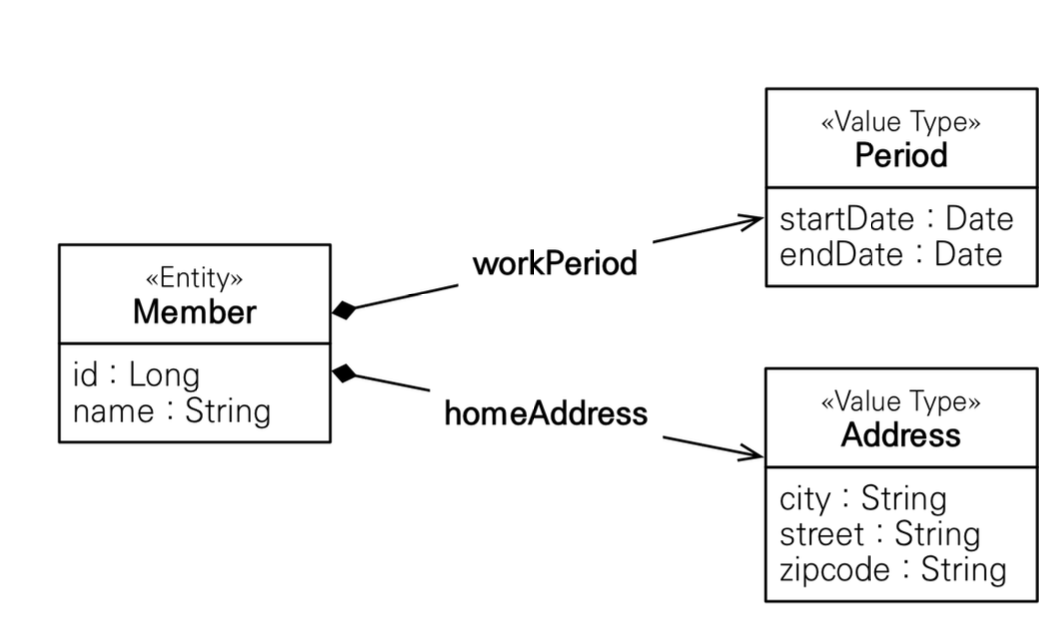 «Entity»
Member
id : Long
name : String
workPeriod
homeAddress
«Value Type»
Period
startDate : Date
endDate : Date
«Value Type»
Address
city : String
street : String
zipcode : String